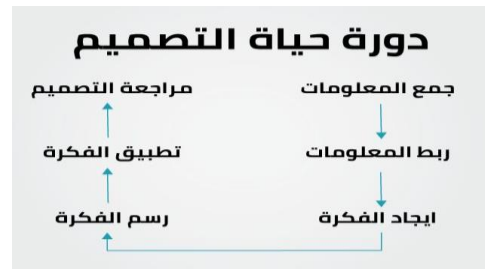 دورة حياة التصميم
جمع المعلومات
ربط المعلومات
ايجاد الفكرة
رسم الفكرة
تطبيق الفكرة
مراجعة التصميم